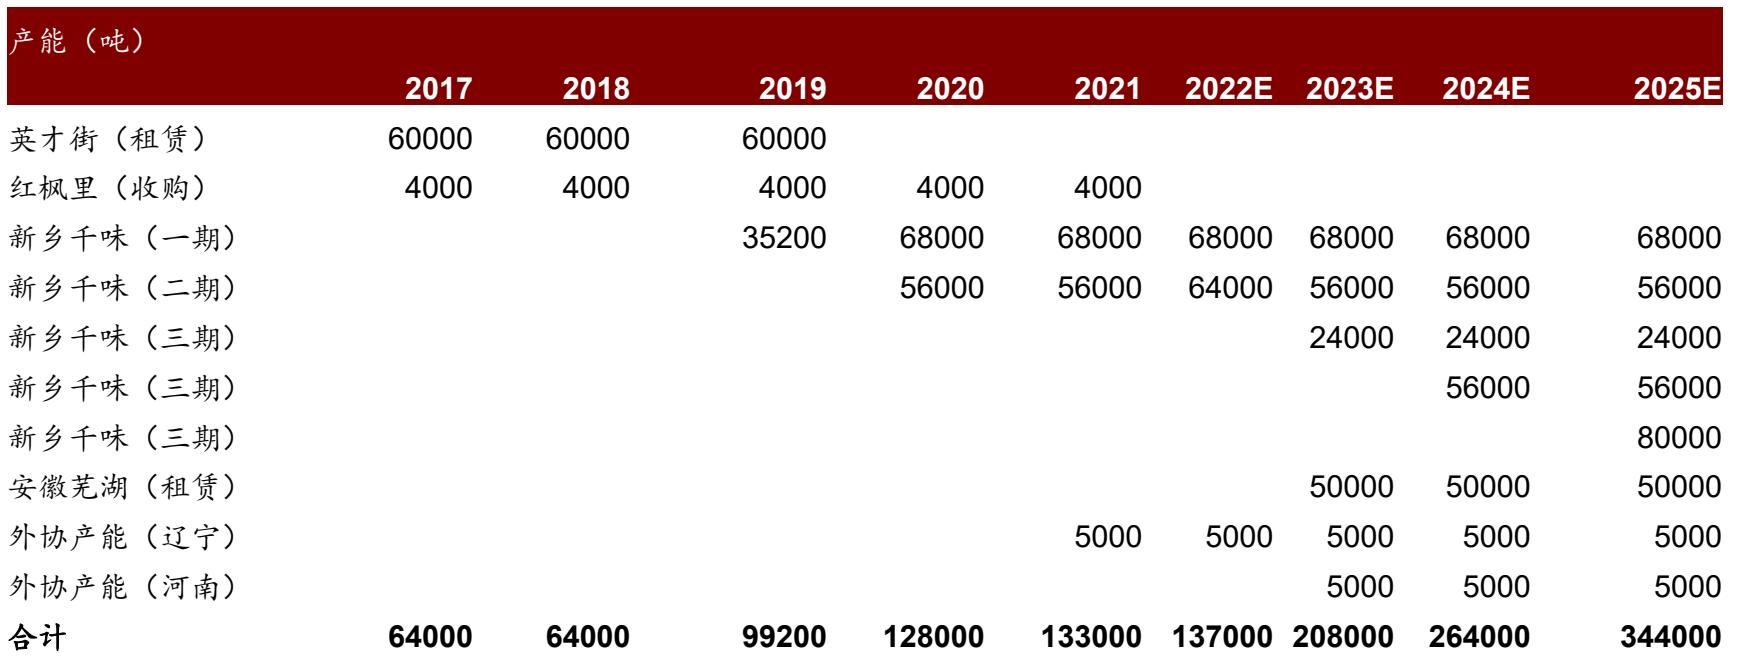 产能（吨）
2017 2018 2019 2020 2021 2022E 2023E 2024E 2025E
英才街（租赁） 60000 60000 60000
红枫里（收购） 4000 4000 4000 4000 4000
新乡千味（一期） 35200 68000 68000 68000 68000 68000 68000
新乡千味（二期） 56000 56000 64000 56000 56000 56000
新乡千味（三期） 24000 24000 24000
新乡千味（三期） 56000 56000
新乡千味（三期） 80000
安徽芜湖（租赁） 50000 50000 50000
外协产能（辽宁） 5000 5000 5000 5000 5000
外协产能（河南） 5000 5000 5000
合计 64000 64000 99200 128000 133000 137000 208000 264000 344000